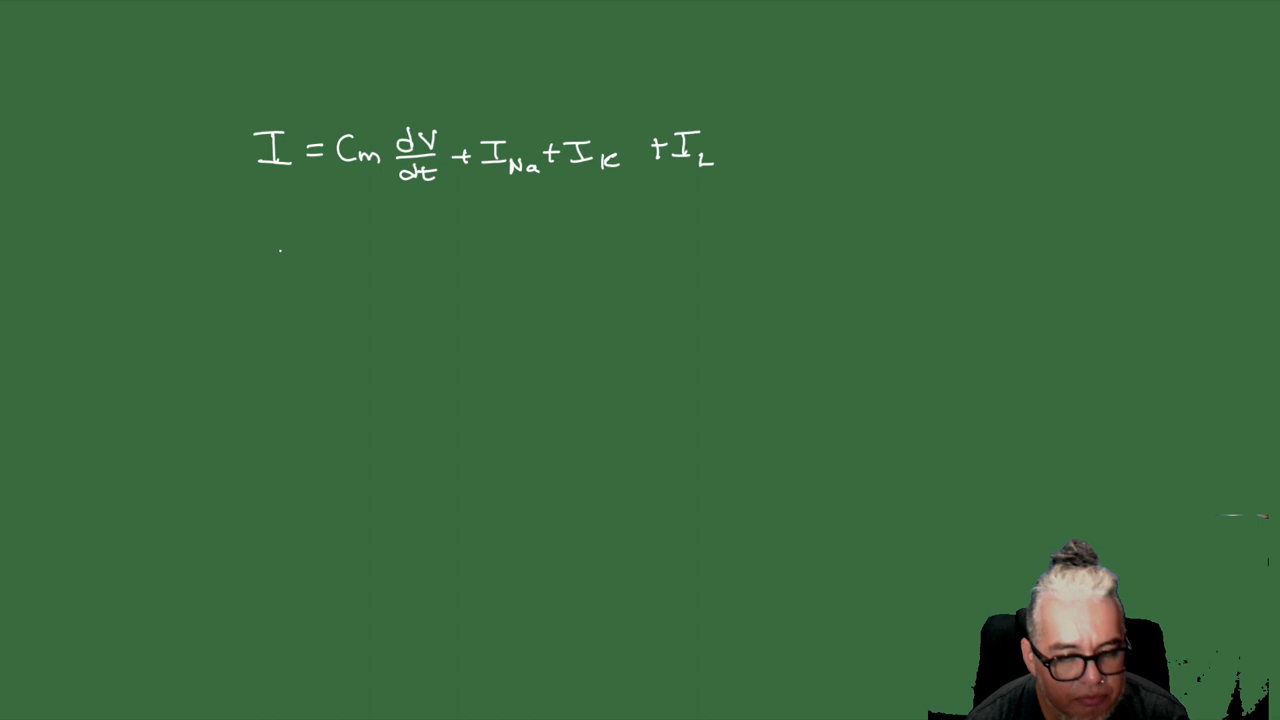 I = Cm dV/dt + I_Na + I_K + I_L